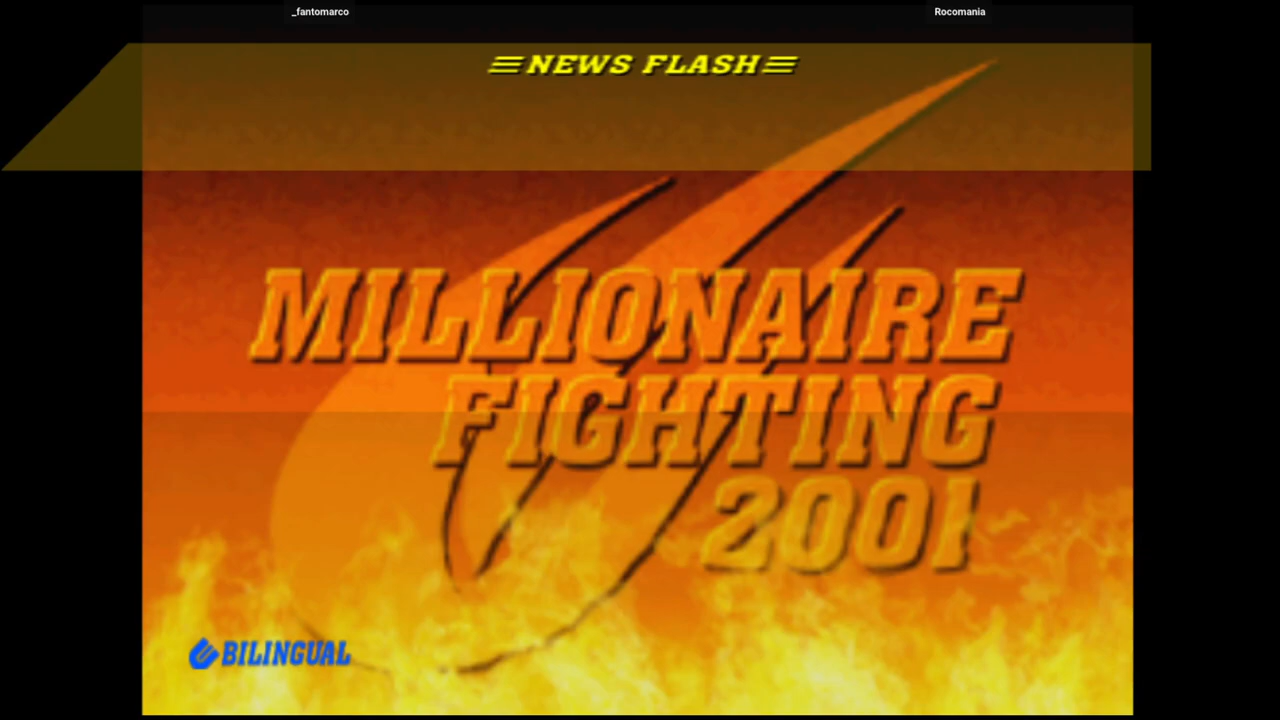 _fantomarco
Rocomania
NEWS FLASH
MILLIONAIRE
FIGHTING
2001
BILINGUAL